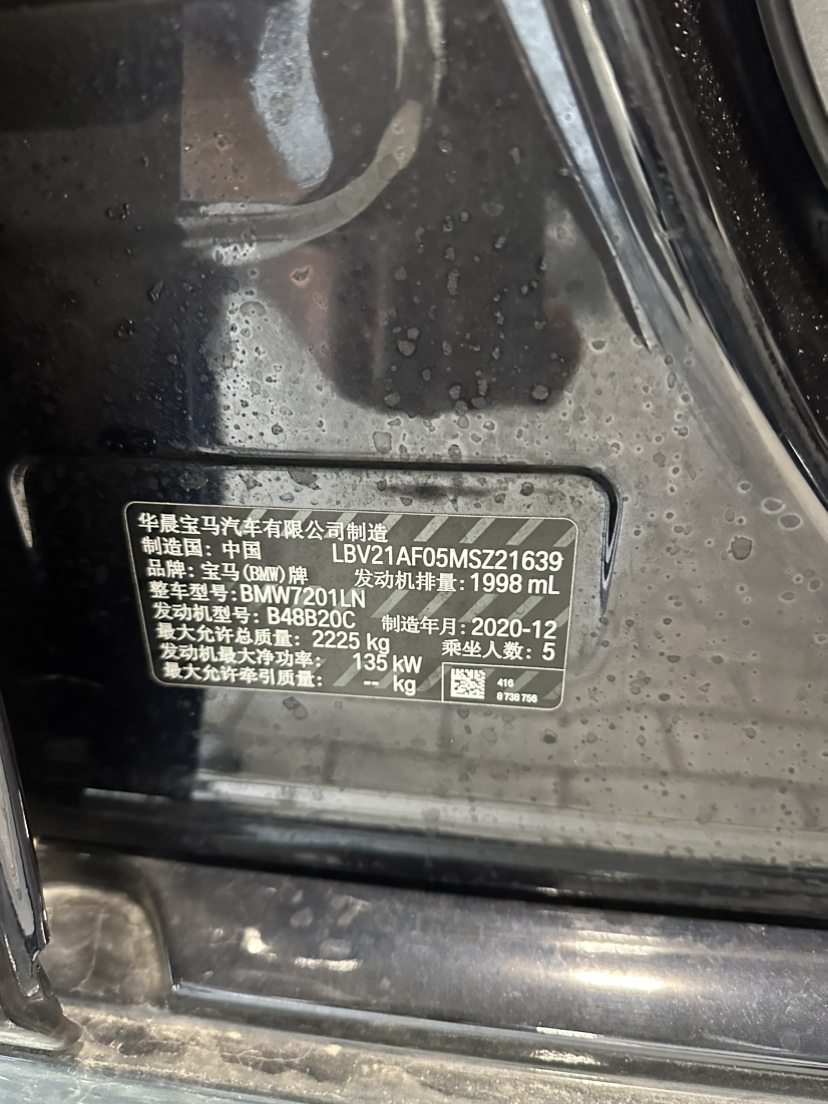 华晨宝马汽车有限公司制造
制造国: 中国 LBV21AF05MSZ21639
品牌: 宝马(BMW)牌 发动机排量: 1998 mL
整车型号: BMW7201LN
发动机型号: B48B20C 制造年月: 2020-12
最大允许总质量: 2225 kg 乘坐人数: 5
发动机最大净功率: 135 kW
最大允许牵引质量: -- kg
416
8738756